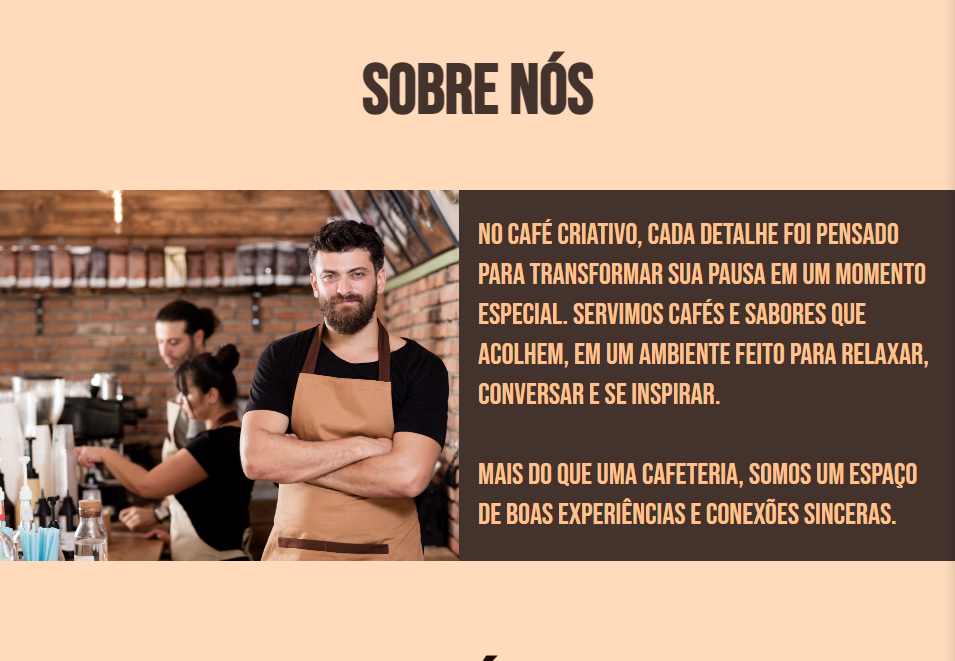 SOBRE NÓS
NO CAFÉ CRIATIVO, CADA DETALHE FOI PENSADO
PARA TRANSFORMAR SUA PAUSA EM UM MOMENTO
ESPECIAL. SERVIMOS CAFÉS E SABORES QUE
ACOLHEM, EM UM AMBIENTE FEITO PARA RELAXAR,
CONVERSAR E SE INSPIRAR.
MAIS DO QUE UMA CAFETERIA, SOMOS UM ESPAÇO
DE BOAS EXPERIÊNCIAS E CONEXÕES SINCERAS.